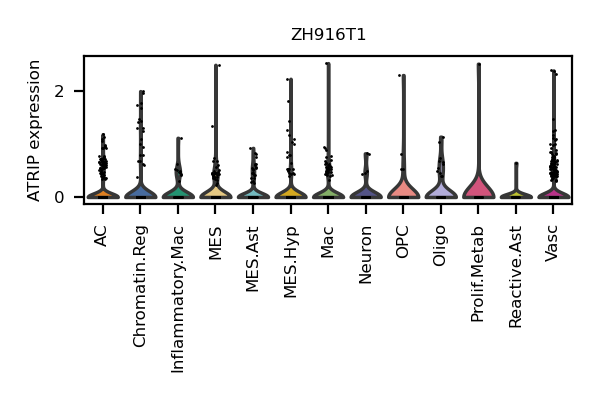 ZH916T1
ATRIP expression
2
0
AC
Chromatin.Reg
Inflammatory.Mac
MES
MES.Ast
MES.Hyp
Mac
Neuron
OPC
Oligo
Prolif.Metab
Reactive.Ast
Vasc